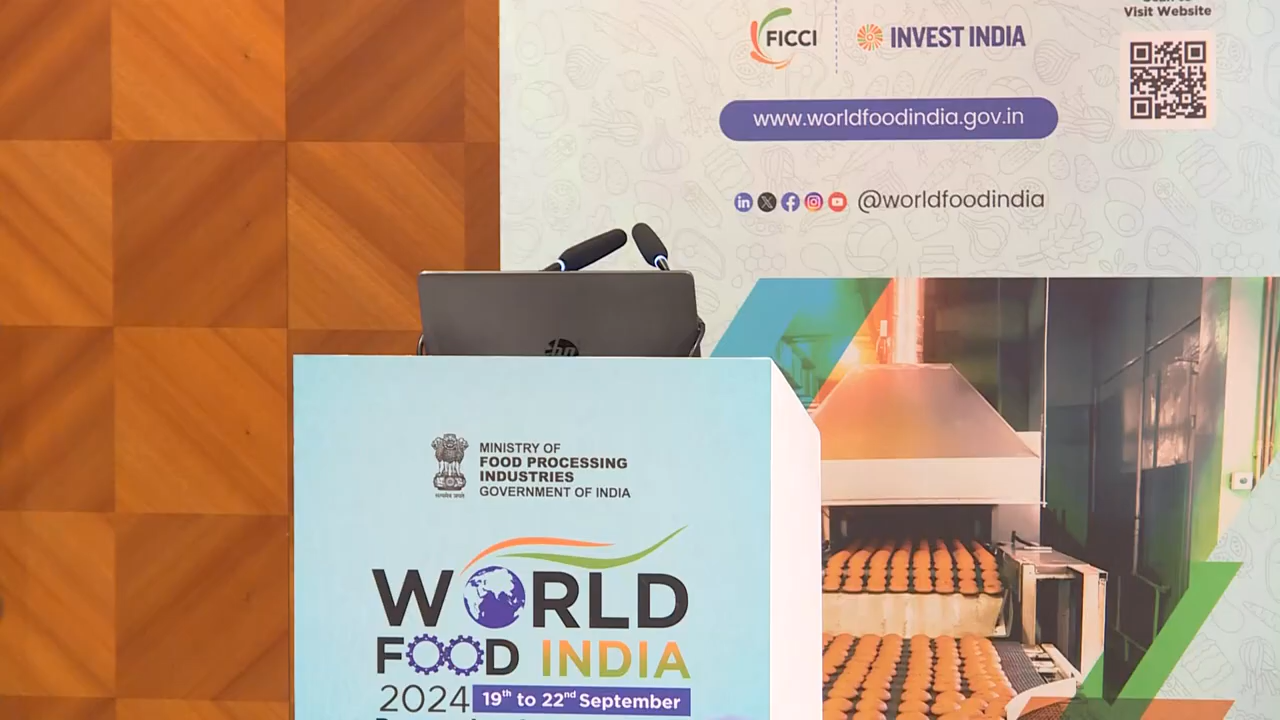 Visit Website
FICCI
INVEST INDIA
www.worldfoodindia.gov.in
@worldfoodindia
hp
MINISTRY OF
FOOD PROCESSING
INDUSTRIES
GOVERNMENT OF INDIA
WORLD
FOOD INDIA
2024 19th to 22nd September